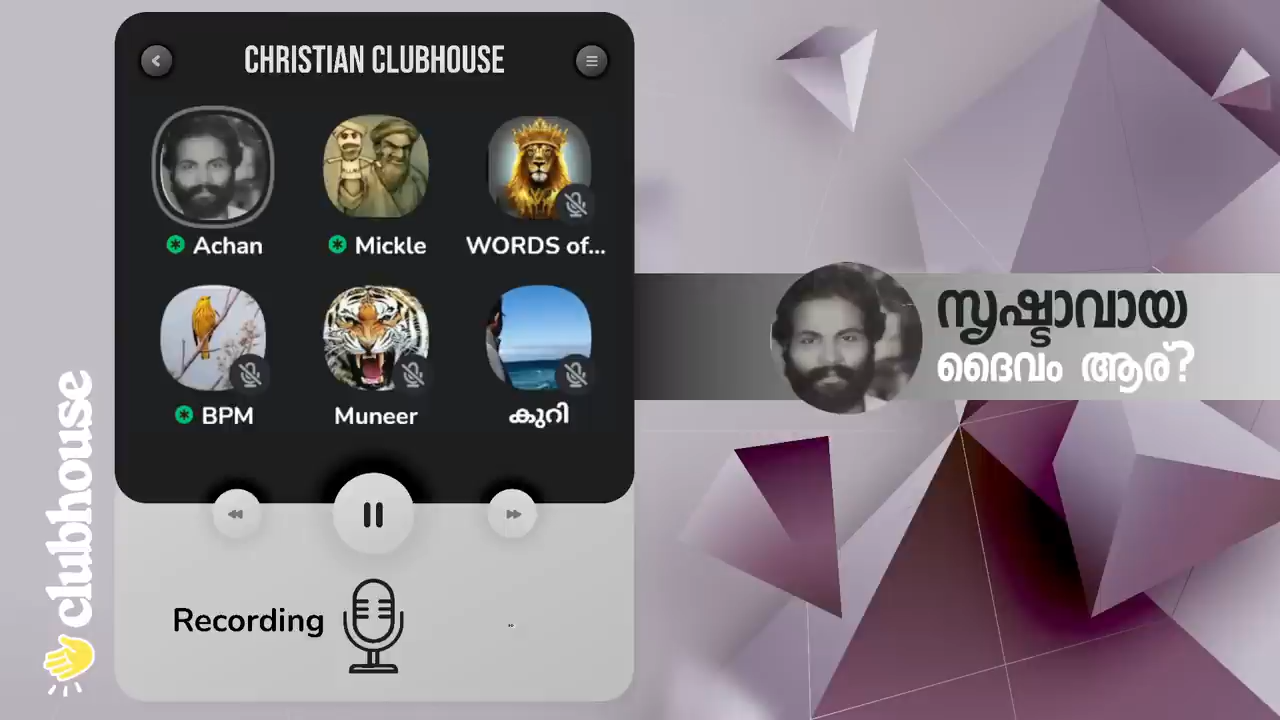 CHRISTIAN CLUBHOUSE
Achan
Mickle
WORDS of...
BPM
Muneer
കുറി
Recording
clubhouse
സൃഷ്ടാവായ
ദൈവം ആര്?